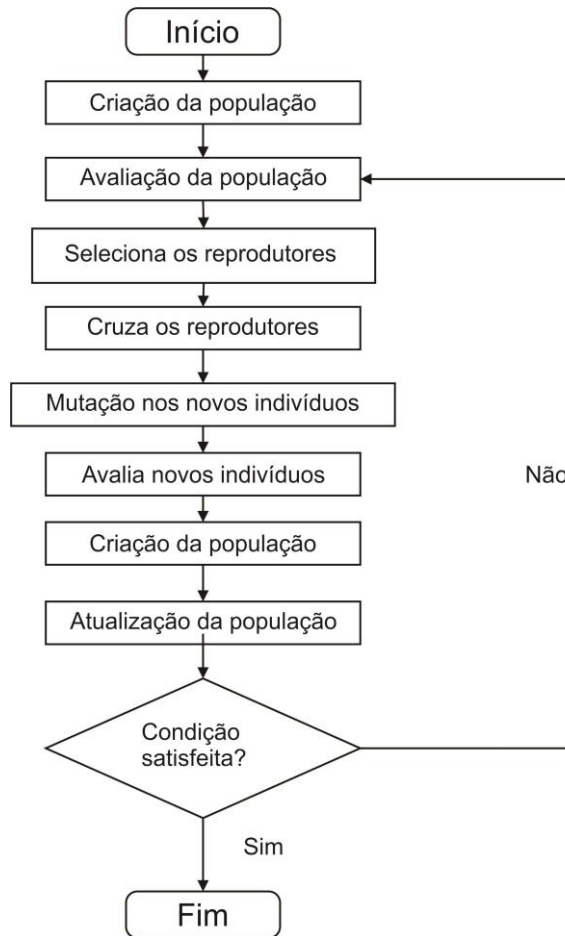 Início
Criação da população
Avaliação da população
Seleciona os reprodutores
Cruza os reprodutores
Mutação nos novos indivíduos
Avalia novos indivíduos
Não
Criação da população
Atualização da população
Condição
satisfeita?
Sim
Fim